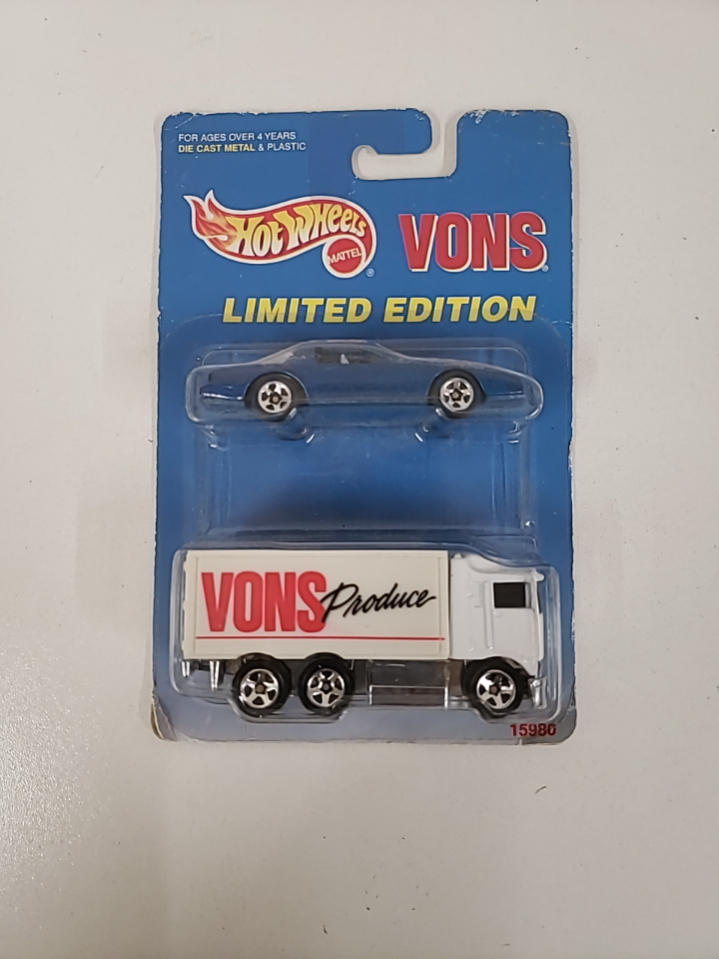 FOR AGES OVER 4 YEARS
DIE CAST METAL & PLASTIC
HOT WHEELS
MATTEL
®
VONS®
LIMITED EDITION
VONS Produce
15980